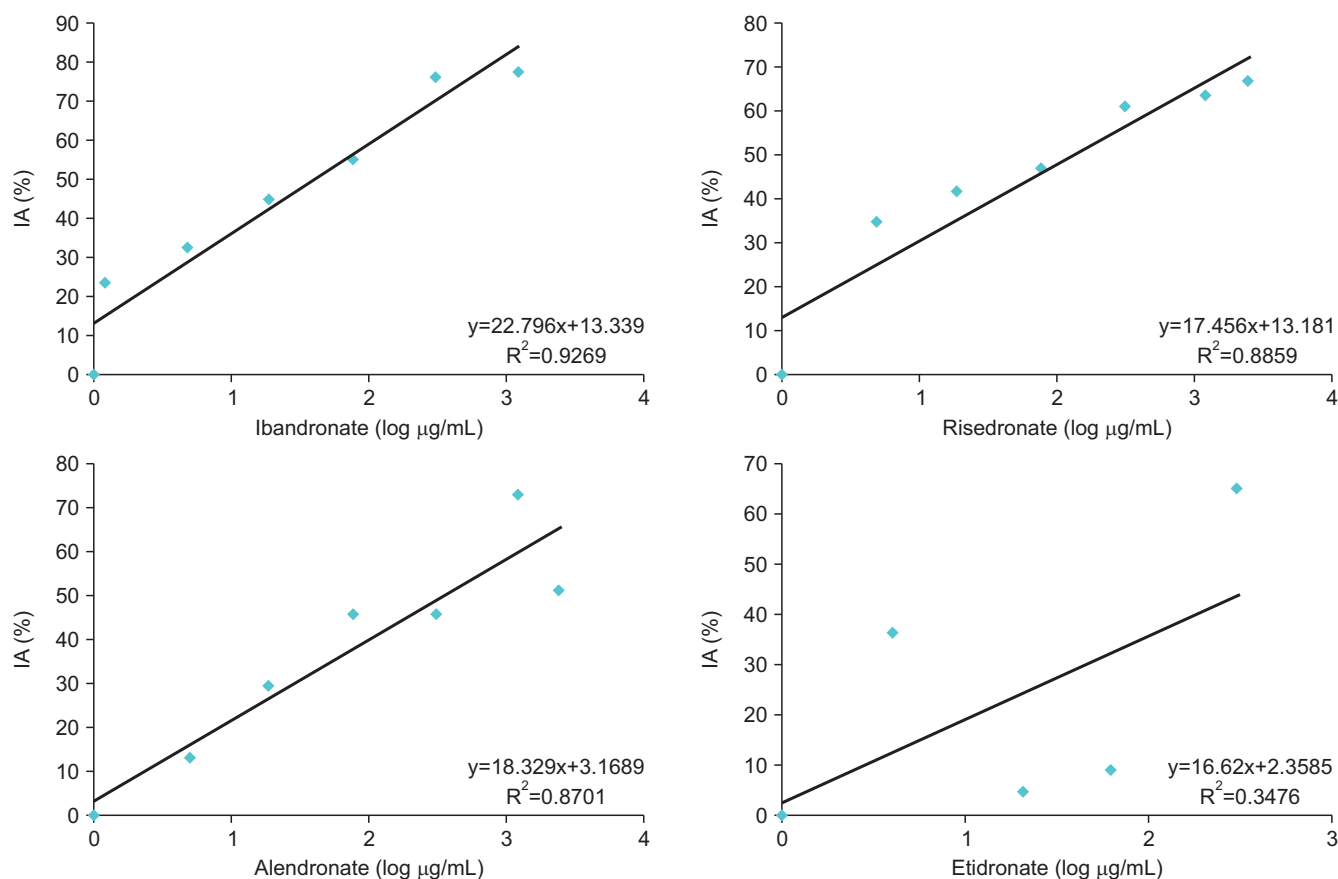 90
80
70
60
50
40
30
20
10
0
IA (%)
0 1 2 3 4
Ibandronate (log μg/mL)
y=22.796x+13.339
R²=0.9269
80
70
60
50
40
30
20
10
0
IA (%)
0 1 2 3 4
Risedronate (log μg/mL)
y=17.456x+13.181
R²=0.8859
80
70
60
50
40
30
20
10
0
IA (%)
0 1 2 3 4
Alendronate (log μg/mL)
y=18.329x+3.1689
R²=0.8701
70
60
50
40
30
20
10
0
IA (%)
0 1 2 3
Etidronate (log μg/mL)
y=16.62x+2.3585
R²=0.3476